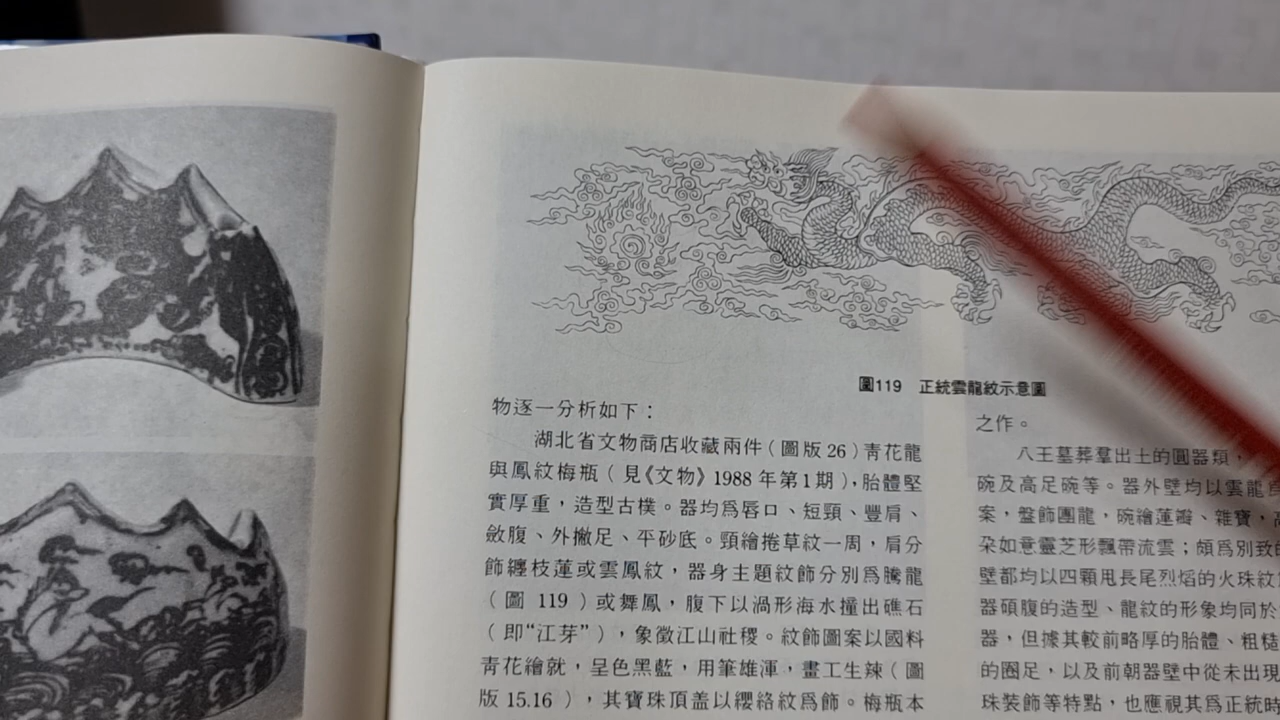 圖119　正統雲龍紋示意圖
物逐一分析如下：
湖北省文物商店收藏兩件（圖版 26）青花龍
與鳳紋梅瓶（見《文物》1988 年第1期），胎體堅
實厚重，造型古樸。器均爲唇口、短頸、豐肩、
斂腹、外撇足、平砂底。頸繪捲草紋一周，肩分
飾纏枝蓮或雲鳳紋，器身主題紋飾分別爲騰龍
（圖 119）或舞鳳，腹下以渦形海水撞出礁石
（即“江芽”），象徵江山社稷。紋飾圖案以國料
青花繪就，呈色黑藍，用筆雄渾，畫工生辣（圖
版 15.16 ），其寶珠頂盖以纓絡紋爲飾。梅瓶本
之作。
八王墓葬羣出土的圓器類，
碗及高足碗等。器外壁均以雲龍
案，盤飾團龍，碗繪蓮瓣、雜寶，
朶如意靈芝形飄帶流雲；頗爲別致
壁都均以四顆甩長尾烈焰的火珠紋
器碩腹的造型、龍紋的形象均同於
器，但據其較前略厚的胎體、粗糙
的圈足，以及前朝器壁中從未出現
珠裝飾等特點，也應視其爲正統時